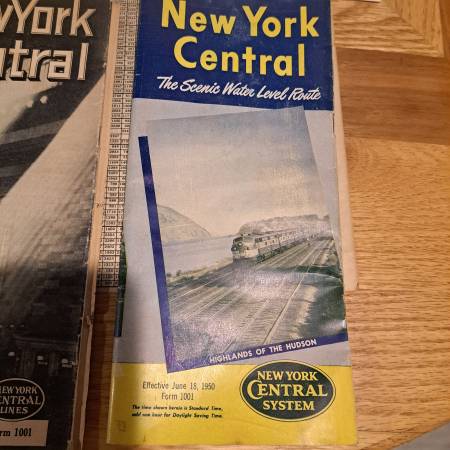 wYork
ntral
NEW YORK
CENTRAL
LINES
rm 1001
New York
Central
The Scenic Water Level Route
HIGHLANDS OF THE HUDSON
Effective June 18, 1950
Form 1001
The time shown herein is Standard Time,
add one hour for Daylight Saving Time.
NEW YORK
CENTRAL
SYSTEM